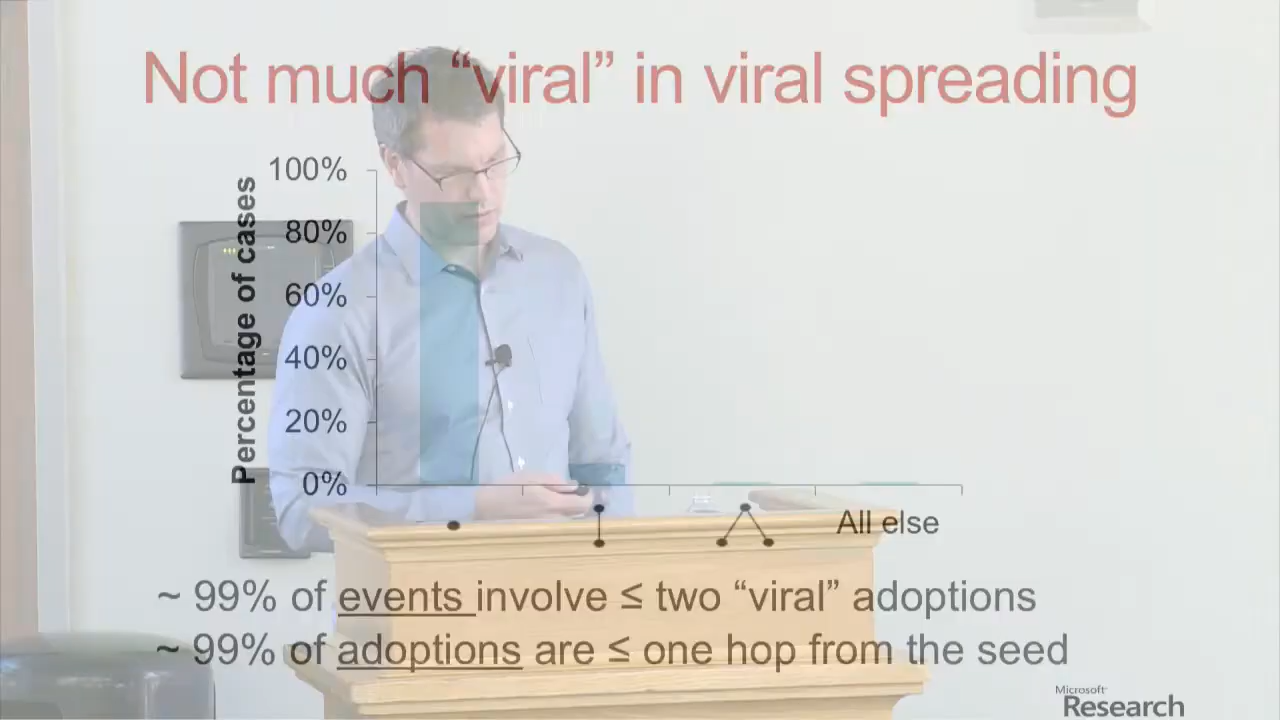 Not much “viral” in viral spreading
Percentage of cases
100%
80%
60%
40%
20%
0%
All else
~ 99% of events involve ≤ two “viral” adoptions
~ 99% of adoptions are ≤ one hop from the seed
Microsoft
Research